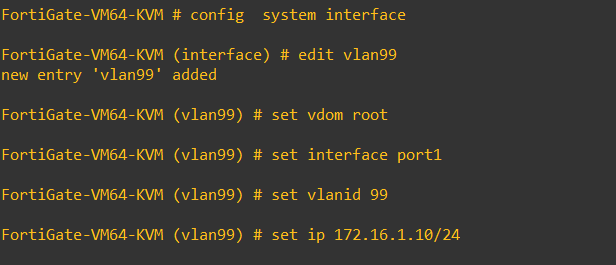 FortiGate-VM64-KVM # config  system interface
FortiGate-VM64-KVM (interface) # edit vlan99
new entry 'vlan99' added
FortiGate-VM64-KVM (vlan99) # set vdom root
FortiGate-VM64-KVM (vlan99) # set interface port1
FortiGate-VM64-KVM (vlan99) # set vlanid 99
FortiGate-VM64-KVM (vlan99) # set ip 172.16.1.10/24